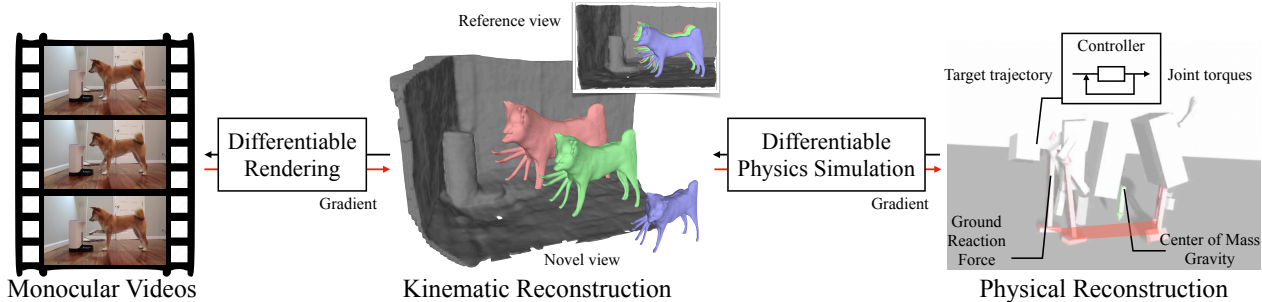 Reference view
Controller
Target trajectory
Joint torques
Differentiable
Rendering
Gradient
Differentiable
Physics Simulation
Gradient
Ground
Reaction
Force
Center of Mass
Gravity
Novel view
Monocular Videos
Kinematic Reconstruction
Physical Reconstruction